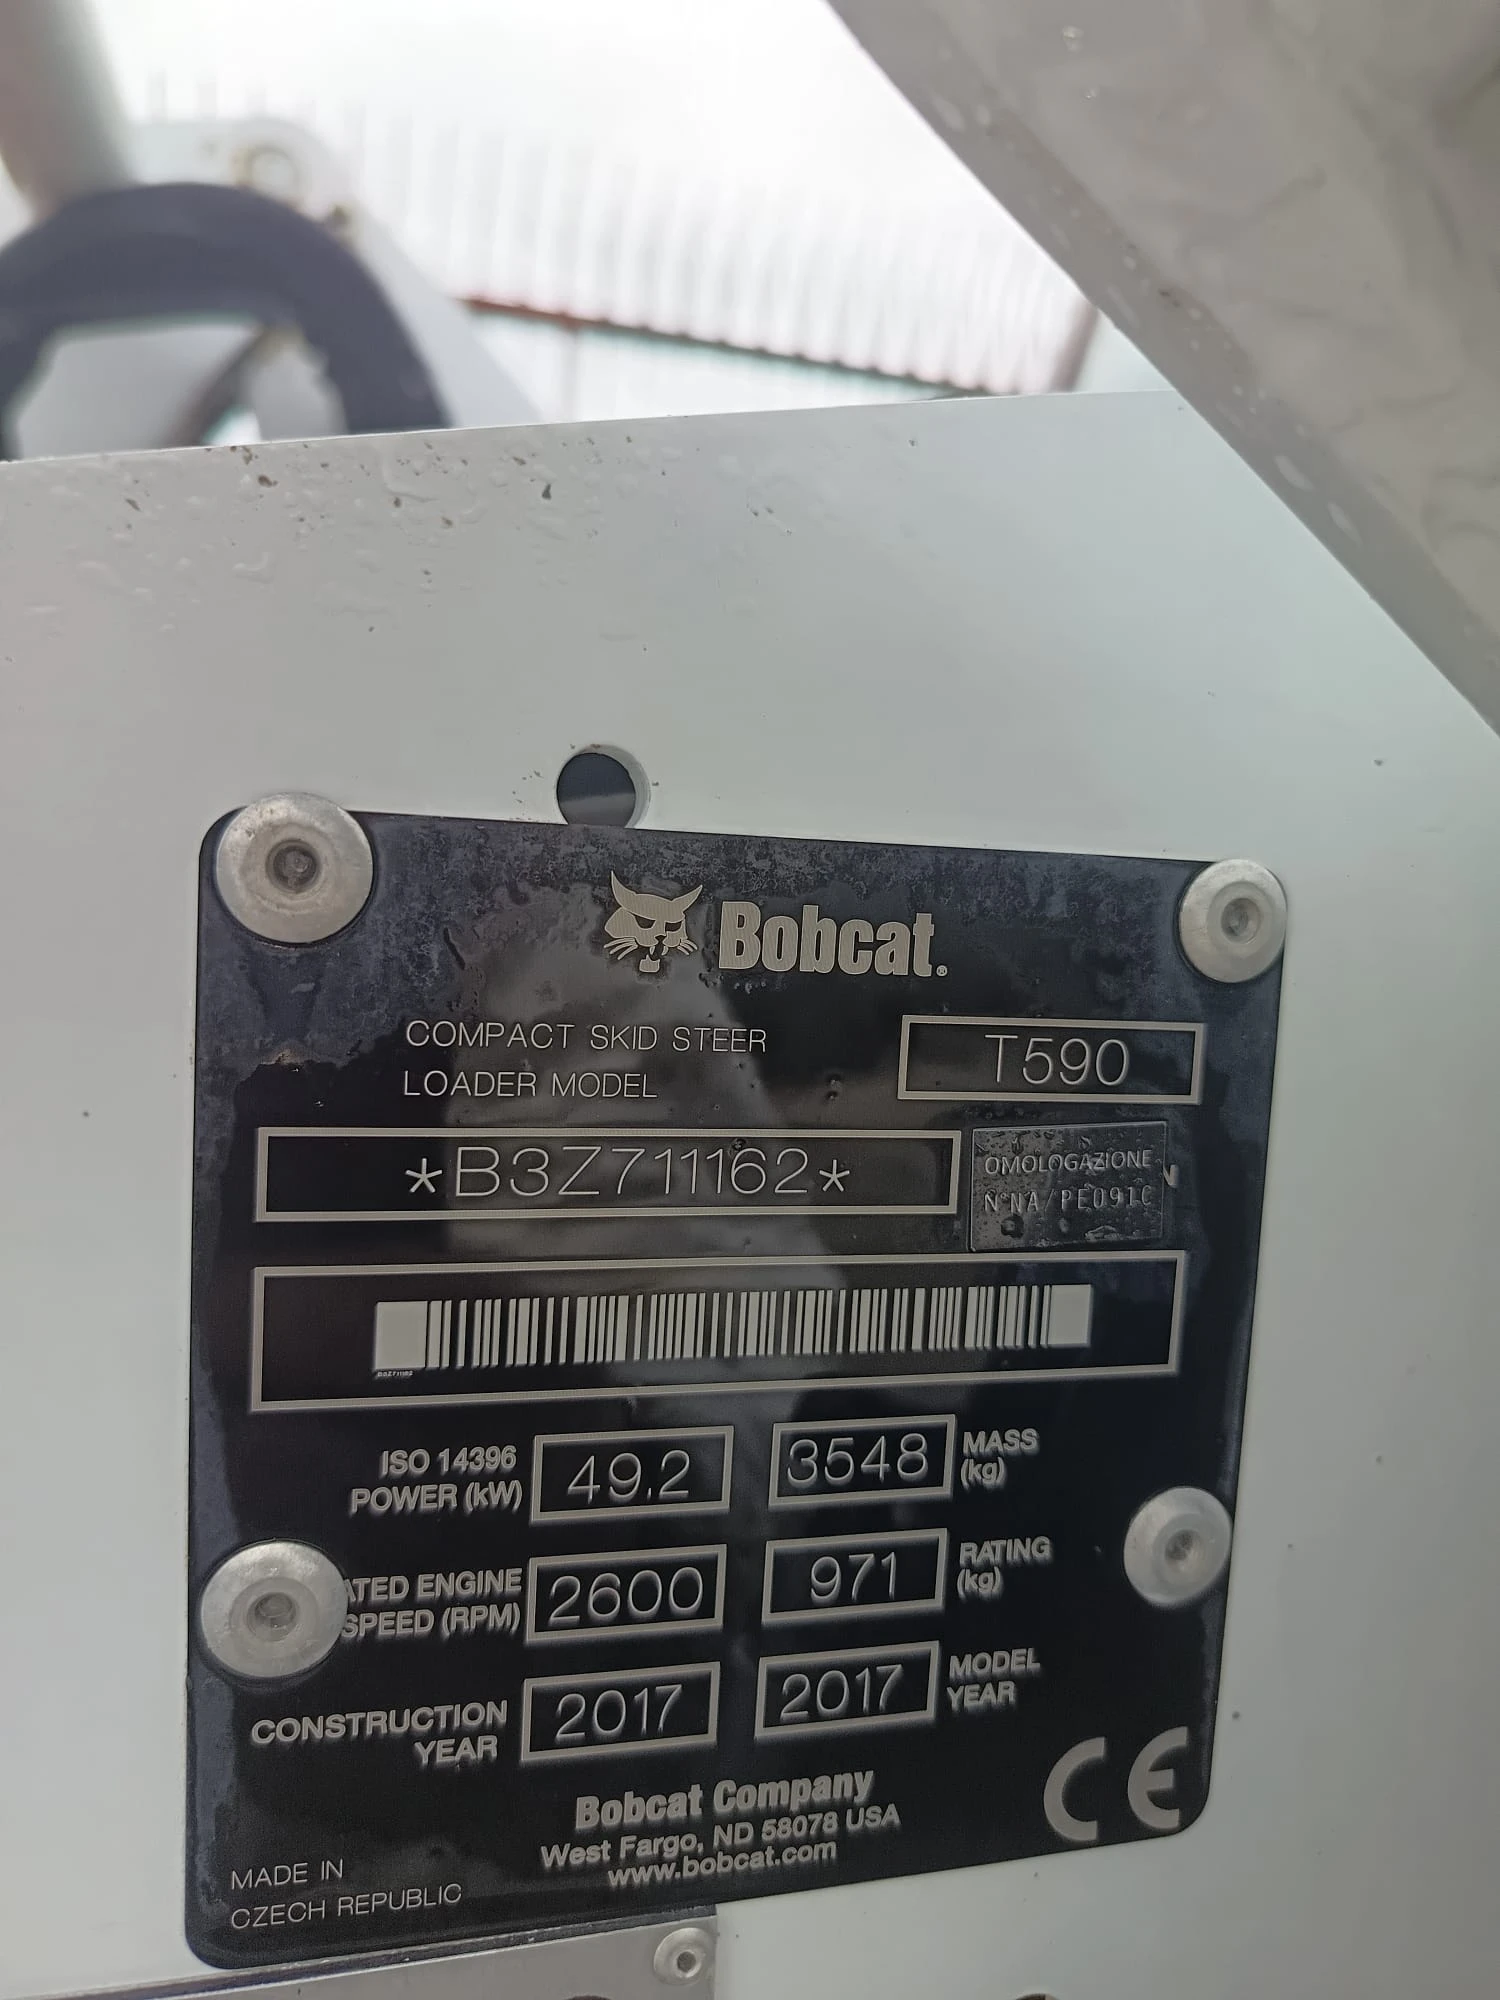 Bobcat®
COMPACT SKID STEER
LOADER MODEL
T590
*B3Z711162*
OMOLOGAZIONE
N°NA/PE091C
N
B3Z711162
ISO 14396
POWER (kW)
49.2
3548
MASS
(kg)
ATED ENGINE
SPEED (RPM)
2600
971
RATING
(kg)
CONSTRUCTION
YEAR
2017
2017
MODEL
YEAR
Bobcat Company
West Fargo, ND 58078 USA
www.bobcat.com
CE
MADE IN
CZECH REPUBLIC